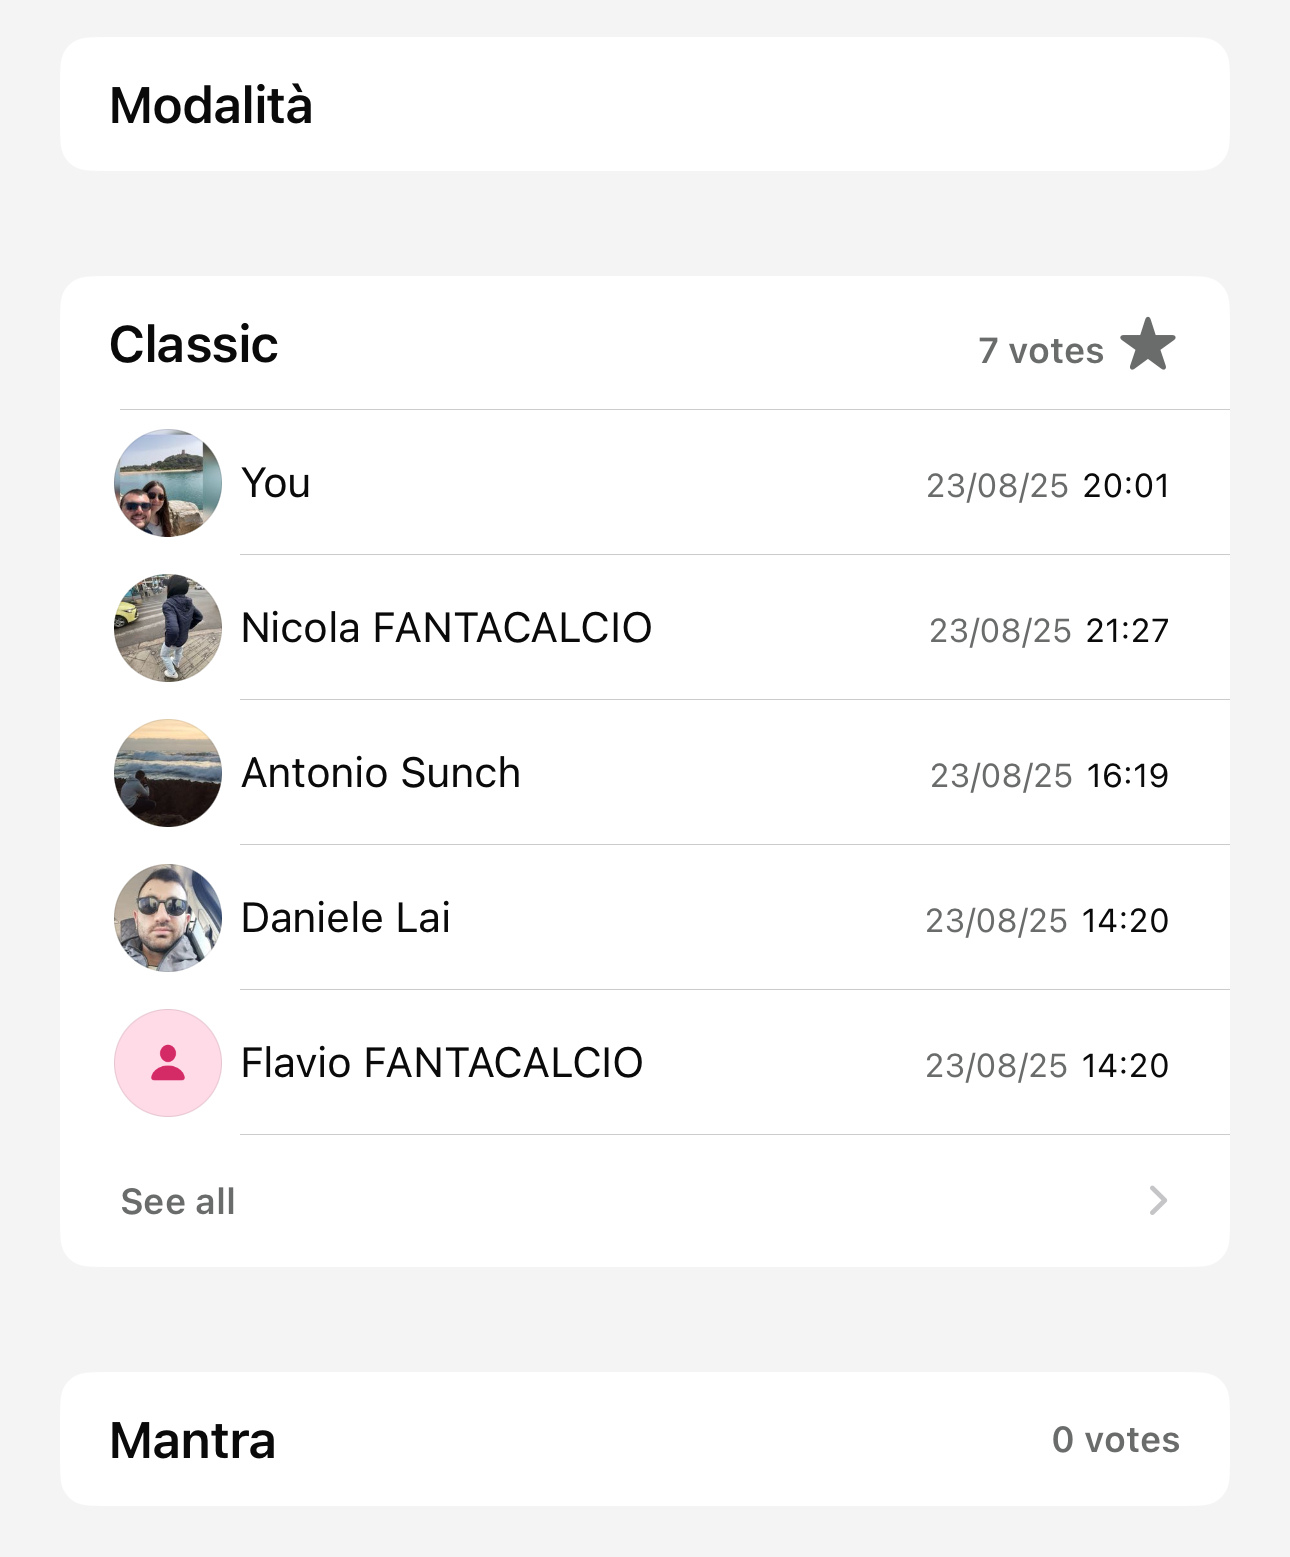 Modalità
Classic 7 votes
You 23/08/25 20:01
Nicola FANTACALCIO 23/08/25 21:27
Antonio Sunch 23/08/25 16:19
Daniele Lai 23/08/25 14:20
Flavio FANTACALCIO 23/08/25 14:20
See all
Mantra 0 votes